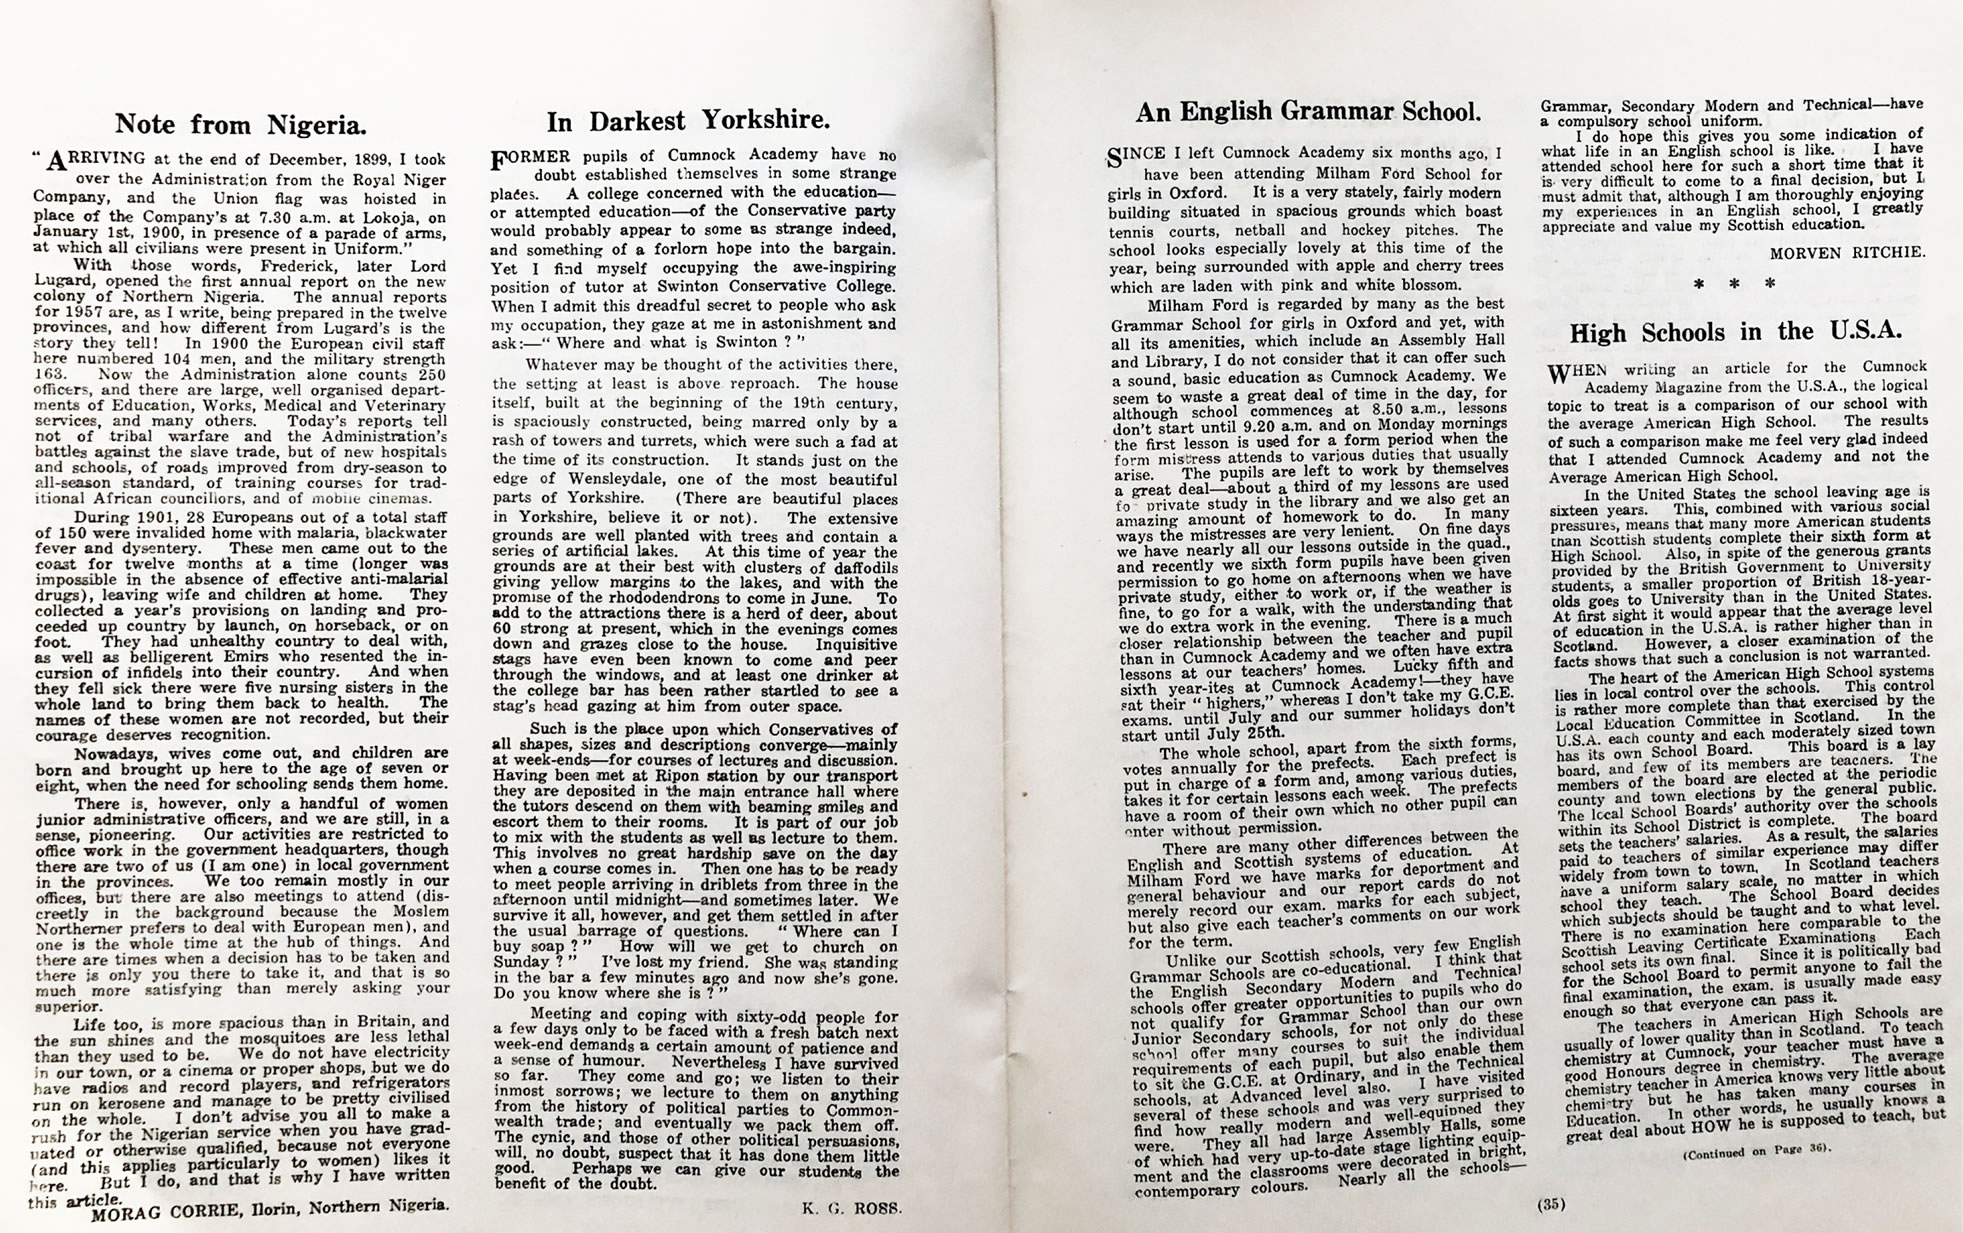 Note from Nigeria.
" ARRIVING at the end of December, 1899, I took
over the Administration from the Royal Niger
Company, and the Union flag was hoisted in
place of the Company's at 7.30 a.m. at Lokoja, on
January 1st, 1900, in presence of a parade of arms,
at which all civilians were present in Uniform."
With those words, Frederick, later Lord
Lugard, opened the first annual report on the new
colony of Northern Nigeria. The annual reports
for 1957 are, as I write, being prepared in the twelve
provinces, and how different from Lugard's is the
story they tell! In 1900 the European civil staff
here numbered 104 men, and the military strength
163. Now the Administration alone counts 250
officers, and there are large, well organised depart-
ments of Education, Works, Medical and Veterinary
services, and many others. Today's reports tell
not of tribal warfare and the Administration's
battles against the slave trade, but of new hospitals
and schools, of roads improved from dry-season to
all-season standard, of training courses for trad-
itional African councillors, and of mobile cinemas.
During 1901, 28 Europeans out of a total staff
of 150 were invalided home with malaria, blackwater
fever and dysentery. These men came out to the
coast for twelve months at a time (longer was
impossible in the absence of effective anti-malarial
drugs), leaving wife and children at home. They
collected a year's provisions on landing and pro-
ceeded up country by launch, on horseback, or on
foot. They had unhealthy country to deal with,
as well as belligerent Emirs who resented the in-
cursion of infidels into their country. And when
they fell sick there were five nursing sisters in the
whole land to bring them back to health. The
names of these women are not recorded, but their
courage deserves recognition.
Nowadays, wives come out, and children are
born and brought up here to the age of seven or
eight, when the need for schooling sends them home.
There is, however, only a handful of women
junior administrative officers, and we are still, in a
sense, pioneering. Our activities are restricted to
office work in the government headquarters, though
there are two of us (I am one) in local government
in the provinces. We too remain mostly in our
offices, but there are also meetings to attend (dis-
creetly in the background because the Moslem
Northerner prefers to deal with European men), and
one is the whole time at the hub of things. And
there are times when a decision has to be taken and
there is only you there to take it, and that is so
much more satisfying than merely asking your
superior.
Life too, is more spacious than in Britain, and
the sun shines and the mosquitoes are less lethal
than they used to be. We do not have electricity
in our town, or a cinema or proper shops, but we do
have radios and record players, and refrigerators
run on kerosene and manage to be pretty civilised
on the whole. I don't advise you all to make a
rush for the Nigerian service when you have grad-
uated or otherwise qualified, because not everyone
(and this applies particularly to women) likes it
here. But I do, and that is why I have written
this article.
MORAG CORRIE, Ilorin, Northern Nigeria.
In Darkest Yorkshire.
FORMER pupils of Cumnock Academy have no
doubt established themselves in some strange
places. A college concerned with the education—
or attempted education—of the Conservative party
would probably appear to some as strange indeed,
and something of a forlorn hope into the bargain.
Yet I find myself occupying the awe-inspiring
position of tutor at Swinton Conservative College.
When I admit this dreadful secret to people who ask
my occupation, they gaze at me in astonishment and
ask:—" Where and what is Swinton ? "
Whatever may be thought of the activities there,
the setting at least is above reproach. The house
itself, built at the beginning of the 19th century,
is spaciously constructed, being marred only by a
rash of towers and turrets, which were such a fad at
the time of its construction. It stands just on the
edge of Wensleydale, one of the most beautiful
parts of Yorkshire. (There are beautiful places
in Yorkshire, believe it or not). The extensive
grounds are well planted with trees and contain a
series of artificial lakes. At this time of year the
grounds are at their best with clusters of daffodils
giving yellow margins to the lakes, and with the
promise of the rhododendrons to come in June. To
add to the attractions there is a herd of deer, about
60 strong at present, which in the evenings comes
down and grazes close to the house. Inquisitive
stags have even been known to come and peer
through the windows, and at least one drinker at
the college bar has been rather startled to see a
stag's head gazing at him from outer space.
Such is the place upon which Conservatives of
all shapes, sizes and descriptions converge—mainly
at week-ends—for courses of lectures and discussion.
Having been met at Ripon station by our transport
they are deposited in the main entrance hall where
the tutors descend on them with beaming smiles and
escort them to their rooms. It is part of our job
to mix with the students as well as lecture to them.
This involves no great hardship save on the day
when a course comes in. Then one has to be ready
to meet people arriving in driblets from three in the
afternoon until midnight—and sometimes later. We
survive it all, however, and get them settled in after
the usual barrage of questions. " Where can I
buy soap ? " How will we get to church on
Sunday ? " I've lost my friend. She was standing
in the bar a few minutes ago and now she's gone.
Do you know where she is ? "
Meeting and coping with sixty-odd people for
a few days only to be faced with a fresh batch next
week-end demands a certain amount of patience and
a sense of humour. Nevertheless I have survived
so far. They come and go; we listen to their
inmost sorrows; we lecture to them on anything
from the history of political parties to Common-
wealth trade; and eventually we pack them off.
The cynic, and those of other political persuasions,
will, no doubt, suspect that it has done them little
good. Perhaps we can give our students the
benefit of the doubt.
K. G. ROSS.
An English Grammar School.
SINCE I left Cumnock Academy six months ago, I
have been attending Milham Ford School for
girls in Oxford. It is a very stately, fairly modern
building situated in spacious grounds which boast
tennis courts, netball and hockey pitches. The
school looks especially lovely at this time of the
year, being surrounded with apple and cherry trees
which are laden with pink and white blossom.
Milham Ford is regarded by many as the best
Grammar School for girls in Oxford and yet, with
all its amenities, which include an Assembly Hall
and Library, I do not consider that it can offer such
a sound, basic education as Cumnock Academy. We
seem to waste a great deal of time in the day, for
although school commences at 8.50 a.m., lessons
don't start until 9.20 a.m. and on Monday mornings
the first lesson is used for a form period when the
form mistress attends to various duties that usually
arise. The pupils are left to work by themselves
a great deal—about a third of my lessons are used
for private study in the library and we also get an
amazing amount of homework to do. In many
ways the mistresses are very lenient. On fine days
we have nearly all our lessons outside in the quad.,
and recently we sixth form pupils have been given
permission to go home on afternoons when we have
private study, either to work or, if the weather is
fine, to go for a walk, with the understanding that
we do extra work in the evening. There is a much
closer relationship between the teacher and pupil
than in Cumnock Academy and we often have extra
lessons at our teachers' homes. Lucky fifth and
sixth year-ites at Cumnock Academy!—they have
sat their " highers," whereas I don't take my G.C.E.
exams. until July and our summer holidays don't
start until July 25th.
The whole school, apart from the sixth forms,
votes annually for the prefects. Each prefect is
put in charge of a form and, among various duties,
takes it for certain lessons each week. The prefects
have a room of their own which no other pupil can
enter without permission.
There are many other differences between the
English and Scottish systems of education. At
Milham Ford we have marks for deportment and
general behaviour and our report cards do not
merely record our exam. marks for each subject,
but also give each teacher's comments on our work
for the term.
Unlike our Scottish schools, very few English
Grammar Schools are co-educational. I think that
the English Secondary Modern and Technical
schools offer greater opportunities to pupils who do
not qualify for Grammar School than our own
Junior Secondary schools, for not only do these
school offer many courses to suit the individual
requirements of each pupil, but also enable them
to sit the G.C.E. at Ordinary, and in the Technical
schools, at Advanced level also. I have visited
several of these schools and was very surprised to
find how really modern and well-equipped they
were. They all had large Assembly Halls, some
of which had very up-to-date stage lighting equip-
ment and the classrooms were decorated in bright,
contemporary colours. Nearly all the schools—
Grammar, Secondary Modern and Technical—have
a compulsory school uniform.
I do hope this gives you some indication of
what life in an English school is like. I have
attended school here for such a short time that it
is very difficult to come to a final decision, but I
must admit that, although I am thoroughly enjoying
my experiences in an English school, I greatly
appreciate and value my Scottish education.
MORVEN RITCHIE.
* * *
High Schools in the U.S.A.
WHEN writing an article for the Cumnock
Academy Magazine from the U.S.A., the logical
topic to treat is a comparison of our school with
the average American High School. The results
of such a comparison make me feel very glad indeed
that I attended Cumnock Academy and not the
Average American High School.
In the United States the school leaving age is
sixteen years. This, combined with various social
pressures, means that many more American students
than Scottish students complete their sixth form at
High School. Also, in spite of the generous grants
provided by the British Government to University
students, a smaller proportion of British 18-year-
olds goes to University than in the United States.
At first sight it would appear that the average level
of education in the U.S.A. is rather higher than in
Scotland. However, a closer examination of the
facts shows that such a conclusion is not warranted.
The heart of the American High School systems
lies in local control over the schools. This control
is rather more complete than that exercised by the
Local Education Committee in Scotland. In the
U.S.A. each county and each moderately sized town
has its own School Board. This board is a lay
board, and few of its members are teachers. The
members of the board are elected at the periodic
county and town elections by the general public.
The local School Boards' authority over the schools
within its School District is complete. The board
sets the teachers' salaries. As a result, the salaries
paid to teachers of similar experience may differ
widely from town to town. In Scotland teachers
have a uniform salary scale, no matter in which
school they teach. The School Board decides
which subjects should be taught and to what level.
There is no examination here comparable to the
Scottish Leaving Certificate Examinations Each
school sets its own final. Since it is politically bad
for the School Board to permit anyone to fail the
final examination, the exam. is usually made easy
enough so that everyone can pass it.
The teachers in American High Schools are
usually of lower quality than in Scotland. To teach
chemistry at Cumnock, your teacher must have a
good Honours degree in chemistry. The average
chemistry teacher in America knows very little about
chemistry but he has taken many courses in
Education. In other words, he usually knows a
great deal about HOW he is supposed to teach, but
(Continued on Page 36).
(35)